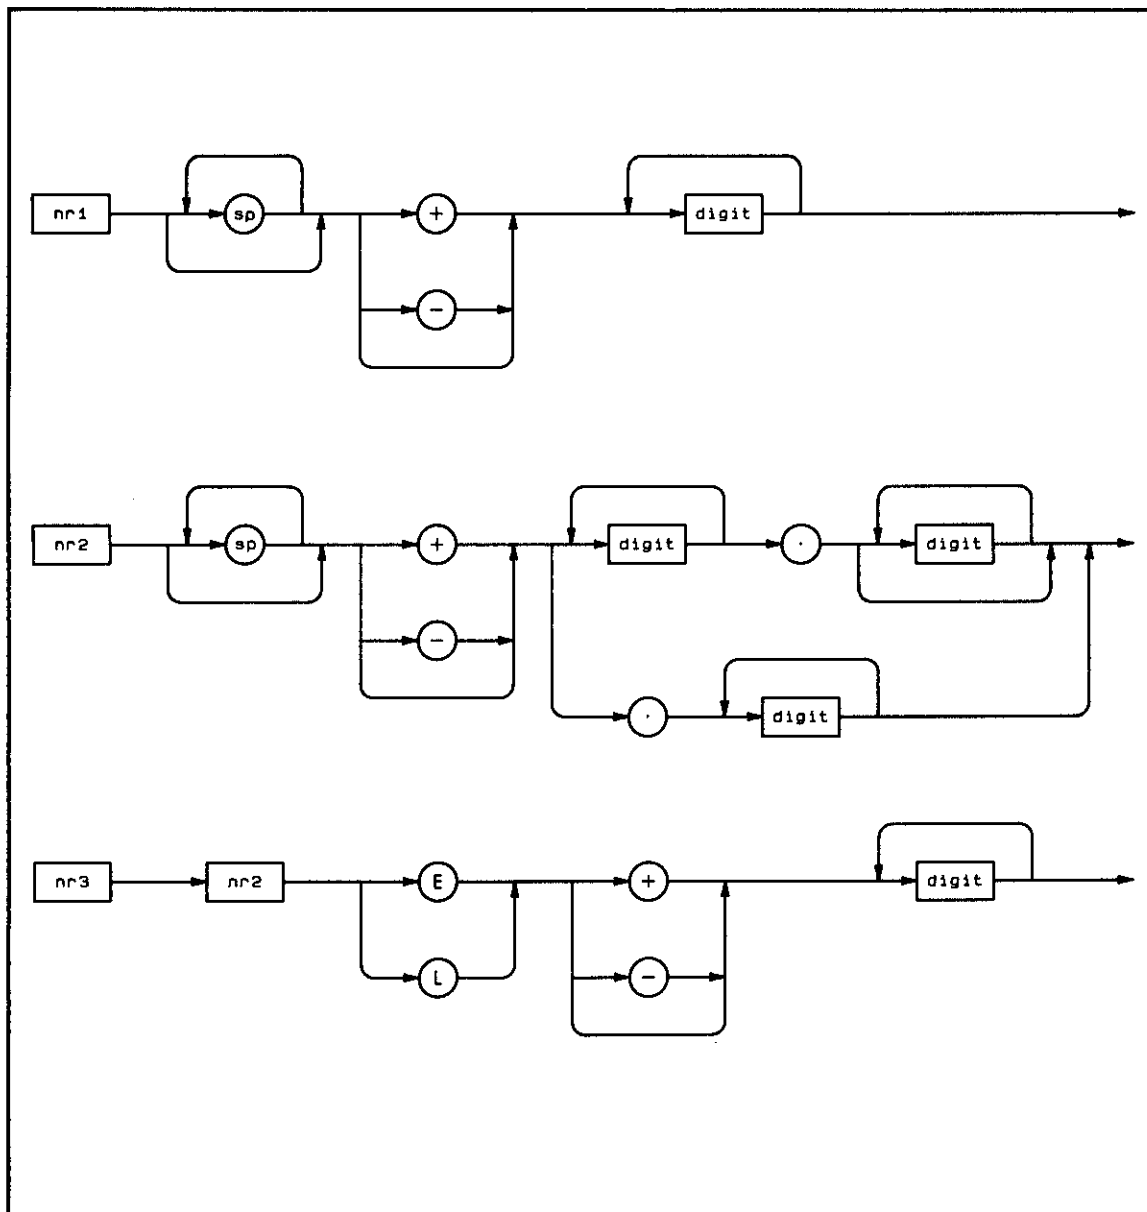 nr1 sp + digit
-
nr2 sp + digit . digit
-
. digit
nr3 nr2 E + digit
L -